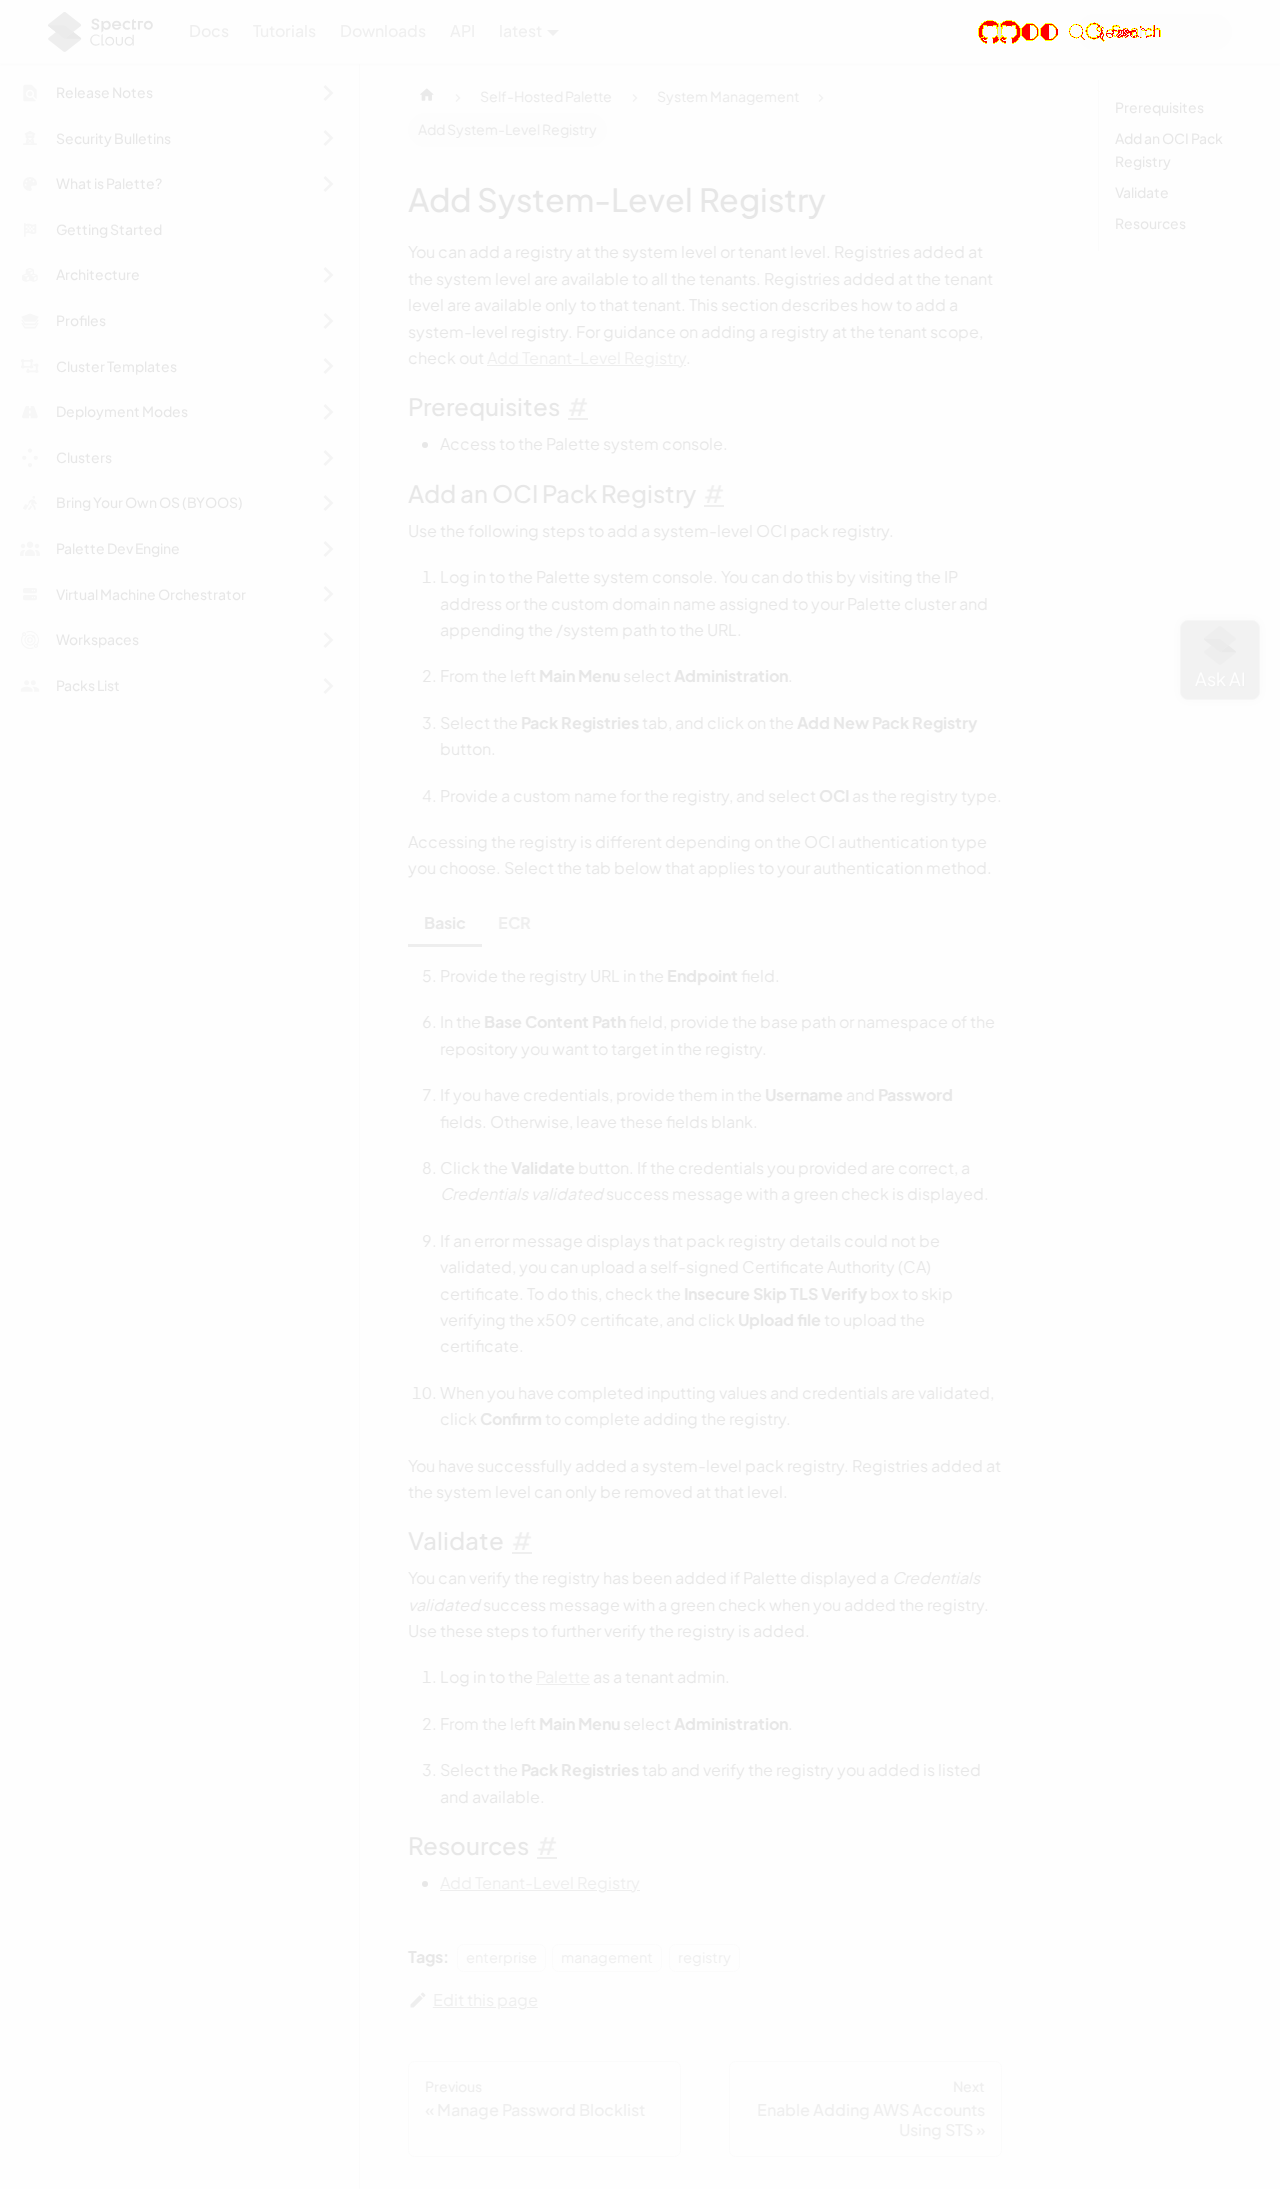 Spectro
Cloud
Docs
Tutorials
Downloads
API
latest
Release Notes
Security Bulletins
What is Palette?
Getting Started
Architecture
Profiles
Cluster Templates
Deployment Modes
Clusters
Bring Your Own OS (BYOOS)
Palette Dev Engine
Virtual Machine Orchestrator
Workspaces
Packs List
Self-Hosted Palette
System Management
Add System-Level Registry
Add System-Level Registry
You can add a registry at the system level or tenant level. Registries added at
the system level are available to all the tenants. Registries added at the tenant
level are available only to that tenant. This section describes how to add a
system-level registry. For guidance on adding a registry at the tenant scope,
check out Add Tenant-Level Registry.
Prerequisites #
• Access to the Palette system console.
Add an OCI Pack Registry #
Use the following steps to add a system-level OCI pack registry.
1. Log in to the Palette system console. You can do this by visiting the IP
address or the custom domain name assigned to your Palette cluster and
appending the /system path to the URL.
2. From the left Main Menu select Administration.
3. Select the Pack Registries tab, and click on the Add New Pack Registry
button.
4. Provide a custom name for the registry, and select OCI as the registry type.
Accessing the registry is different depending on the OCI authentication type
you choose. Select the tab below that applies to your authentication method.
Basic
ECR
5. Provide the registry URL in the Endpoint field.
6. In the Base Content Path field, provide the base path or namespace of the
repository you want to target in the registry.
7. If you have credentials, provide them in the Username and Password
fields. Otherwise, leave these fields blank.
8. Click the Validate button. If the credentials you provided are correct, a
Credentials validated success message with a green check is displayed.
9. If an error message displays that pack registry details could not be
validated, you can upload a self-signed Certificate Authority (CA)
certificate. To do this, check the Insecure Skip TLS Verify box to skip
verifying the x509 certificate, and click Upload file to upload the
certificate.
10. When you have completed inputting values and credentials are validated,
click Confirm to complete adding the registry.
You have successfully added a system-level pack registry. Registries added at
the system level can only be removed at that level.
Validate #
You can verify the registry has been added if Palette displayed a Credentials
validated success message with a green check when you added the registry.
Use these steps to further verify the registry is added.
1. Log in to the Palette as a tenant admin.
2. From the left Main Menu select Administration.
3. Select the Pack Registries tab and verify the registry you added is listed
and available.
Resources #
• Add Tenant-Level Registry
Tags: enterprise management registry
Edit this page
Previous
« Manage Password Blocklist
Next
Enable Adding AWS Accounts
Using STS »
Prerequisites
Add an OCI Pack
Registry
Validate
Resources
Ask AI